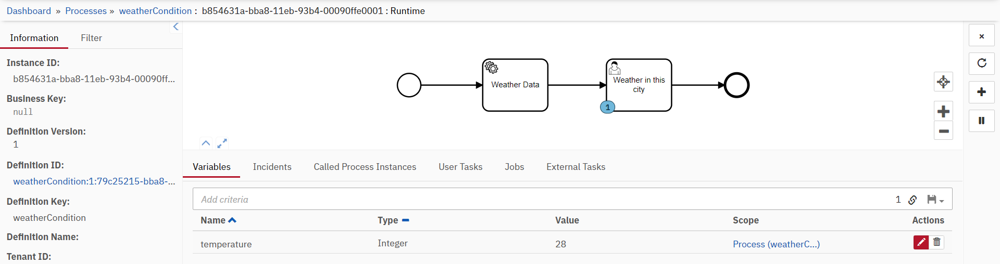 Dashboard » Processes » weatherCondition : b854631a-bba8-11eb-93b4-00090ffe0001 : Runtime
Information Filter
Instance ID:
b854631a-bba8-11eb-93b4-00090ff...
Business Key:
null
Definition Version:
1
Definition ID:
weatherCondition:1:79c25215-bba8-...
Definition Key:
weatherCondition
Definition Name:
Tenant ID:
Weather Data
Weather in this
city
1
Variables Incidents Called Process Instances User Tasks Jobs External Tasks
Add criteria 1
Name Type Value Scope Actions
temperature Integer 28 Process (weatherC...)